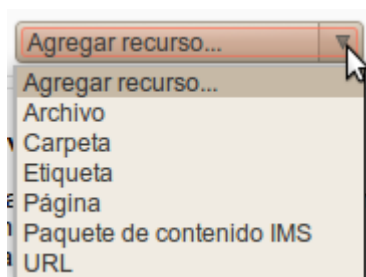 Agregar recurso...
Agregar recurso...
Archivo
Carpeta
Etiqueta
Página
Paquete de contenido IMS
URL